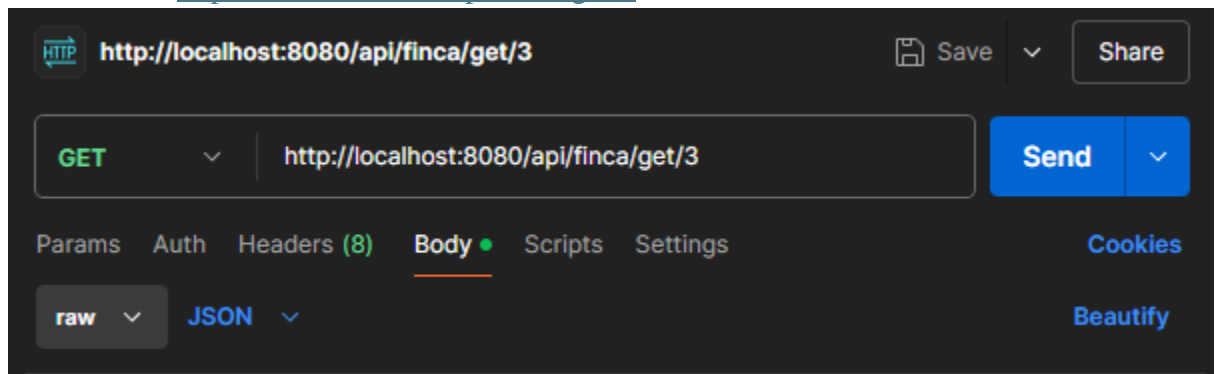 HTTP http://localhost:8080/api/finca/get/3 Save Share
GET http://localhost:8080/api/finca/get/3 Send
Params Auth Headers (8) Body Scripts Settings Cookies
raw JSON Beautify